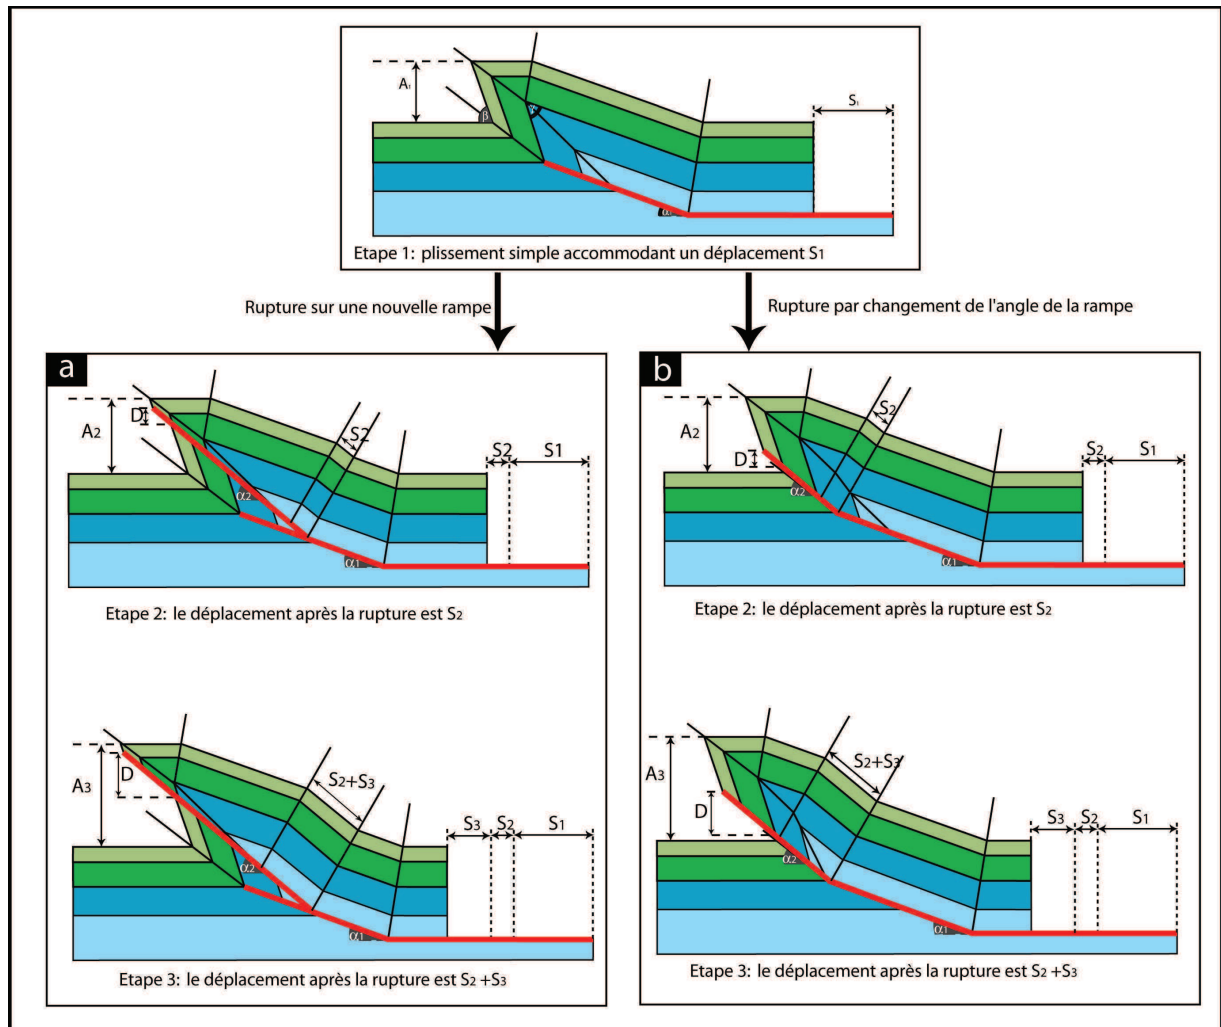 A1
S1
β
γ
α
Etape 1: plissement simple accommodant un déplacement S1
Rupture sur une nouvelle rampe
Rupture par changement de l'angle de la rampe
a
D
A2
S2
S2
S1
α2
α1
Etape 2: le déplacement après la rupture est S2
A3
D
S2+S3
S3
S2
S1
α2
α1
Etape 3: le déplacement après la rupture est S2 +S3
b
A2
D
S2
S2
S1
α2
α1
Etape 2: le déplacement après la rupture est S2
A3
D
S2+S3
S3
S2
S1
α2
α1
Etape 3: le déplacement après la rupture est S2 +S3